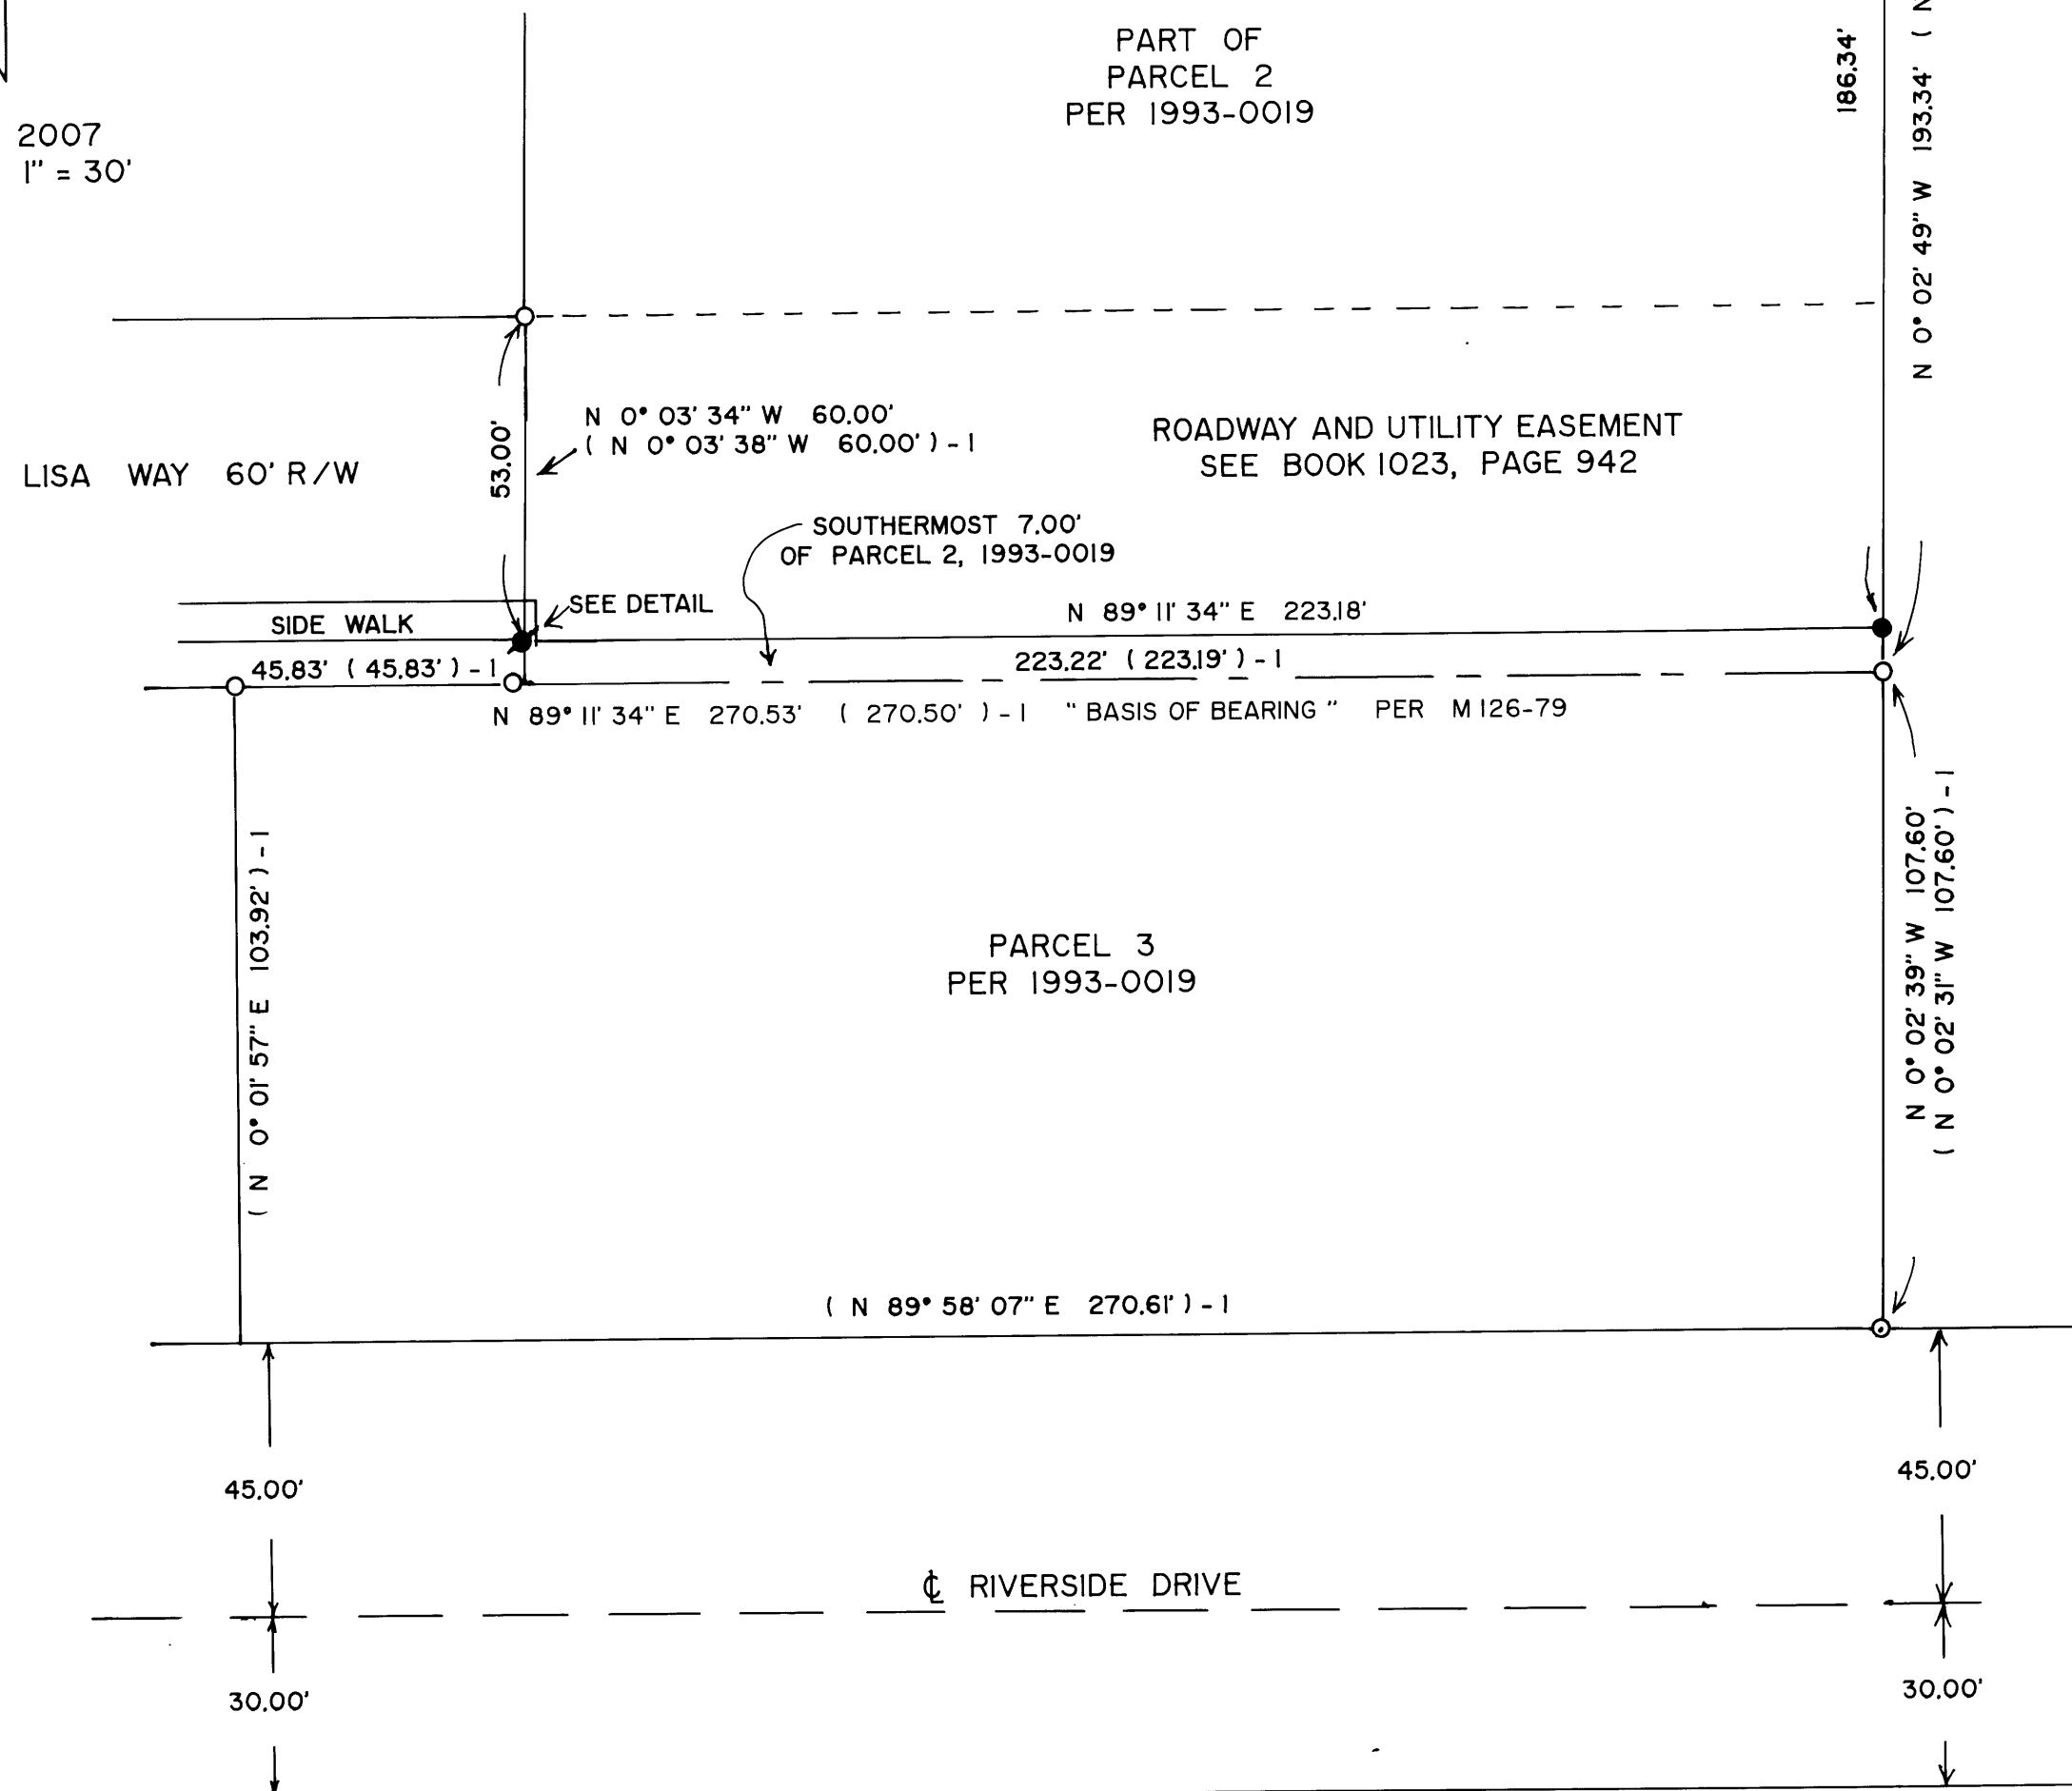 PART OF
PARCEL 2
PER 1993-0019
186.34'
N 0° 02' 49" W 193.34' ( N
2007
1" = 30'
53.00'
N 0° 03' 34" W 60.00'
( N 0° 03' 38" W 60.00' ) - 1
ROADWAY AND UTILITY EASEMENT
SEE BOOK 1023, PAGE 942
LISA WAY 60' R/W
SOUTHERMOST 7.00'
OF PARCEL 2, 1993-0019
SEE DETAIL
N 89° 11' 34" E 223.18'
SIDE WALK
45.83' ( 45.83' ) - 1
223.22' ( 223.19' ) - 1
N 89° 11' 34" E 270.53' ( 270.50' ) - 1 "BASIS OF BEARING" PER M 126-79
( N 0° 01' 57" E 103.92' ) - 1
PARCEL 3
PER 1993-0019
N 0° 02' 39" W 107.60'
( N 0° 02' 31" W 107.60' ) - 1
( N 89° 58' 07" E 270.61' ) - 1
45.00'
45.00'
℄ RIVERSIDE DRIVE
30.00'
30.00'